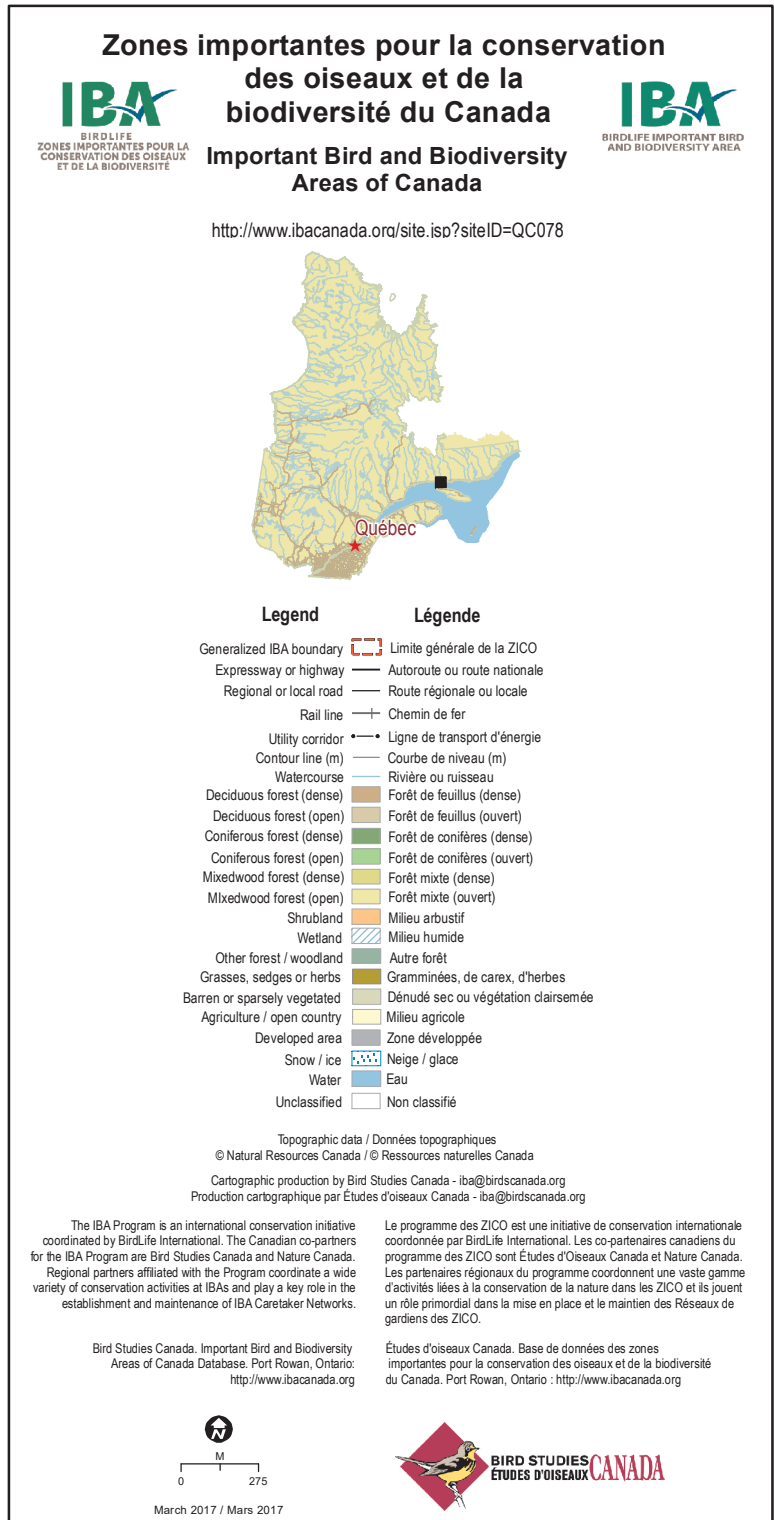 Zones importantes pour la conservation
des oiseaux et de la
biodiversité du Canada
IBA
BIRDLIFE
ZONES IMPORTANTES POUR LA
CONSERVATION DES OISEAUX
ET DE LA BIODIVERSITÉ
IBA
BIRDLIFE IMPORTANT BIRD
AND BIODIVERSITY AREA
Important Bird and Biodiversity
Areas of Canada
http://www.ibacanada.org/site.jsp?siteID=QC078
Québec
Legend Légende
Generalized IBA boundary Limite générale de la ZICO
Expressway or highway Autoroute ou route nationale
Regional or local road Route régionale ou locale
Rail line Chemin de fer
Utility corridor Ligne de transport d'énergie
Contour line (m) Courbe de niveau (m)
Watercourse Rivière ou ruisseau
Deciduous forest (dense) Forêt de feuillus (dense)
Deciduous forest (open) Forêt de feuillus (ouvert)
Coniferous forest (dense) Forêt de conifères (dense)
Coniferous forest (open) Forêt de conifères (ouvert)
Mixedwood forest (dense) Forêt mixte (dense)
MIxedwood forest (open) Forêt mixte (ouvert)
Shrubland Milieu arbustif
Wetland Milieu humide
Other forest / woodland Autre forêt
Grasses, sedges or herbs Gramminées, de carex, d'herbes
Barren or sparsely vegetated Dénudé sec ou végétation clairsemée
Agriculture / open country Milieu agricole
Developed area Zone développée
Snow / ice Neige / glace
Water Eau
Unclassified Non classifié
Topographic data / Données topographiques
© Natural Resources Canada / © Ressources naturelles Canada
Cartographic production by Bird Studies Canada - iba@birdscanada.org
Production cartographique par Études d'oiseaux Canada - iba@birdscanada.org
The IBA Program is an international conservation initiative
coordinated by BirdLife International. The Canadian co-partners
for the IBA Program are Bird Studies Canada and Nature Canada.
Regional partners affiliated with the Program coordinate a wide
variety of conservation activities at IBAs and play a key role in the
establishment and maintenance of IBA Caretaker Networks.
Le programme des ZICO est une initiative de conservation internationale
coordonnée par BirdLife International. Les co-partenaires canadiens du
programme des ZICO sont Études d'Oiseaux Canada et Nature Canada.
Les partenaires régionaux du programme coordonnent une vaste gamme
d'activités liées à la conservation de la nature dans les ZICO et ils jouent
un rôle primordial dans la mise en place et le maintien des Réseaux de
gardiens des ZICO.
Bird Studies Canada. Important Bird and Biodiversity
Areas of Canada Database. Port Rowan, Ontario:
http://www.ibacanada.org
Études d'oiseaux Canada. Base de données des zones
importantes pour la conservation des oiseaux et de la biodiversité
du Canada. Port Rowan, Ontario : http://www.ibacanada.org
N
M
0 275
March 2017 / Mars 2017
BIRD STUDIES
ÉTUDES D'OISEAUX CANADA